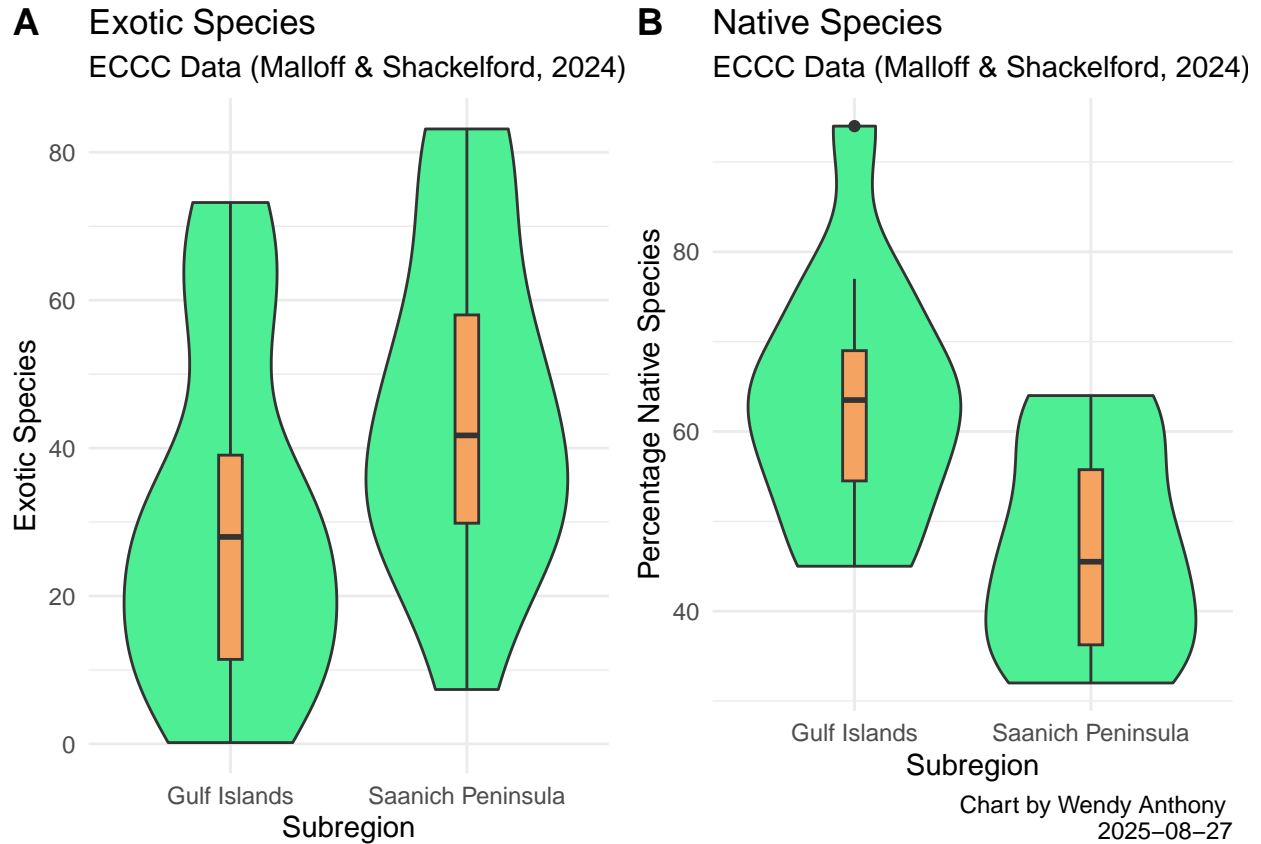 A Exotic Species
ECCC Data (Malloff & Shackelford, 2024)
Exotic Species
80
60
40
20
0
Gulf Islands Saanich Peninsula
Subregion
B Native Species
ECCC Data (Malloff & Shackelford, 2024)
Percentage Native Species
80
60
40
Gulf Islands Saanich Peninsula
Subregion
Chart by Wendy Anthony
2025−08−27